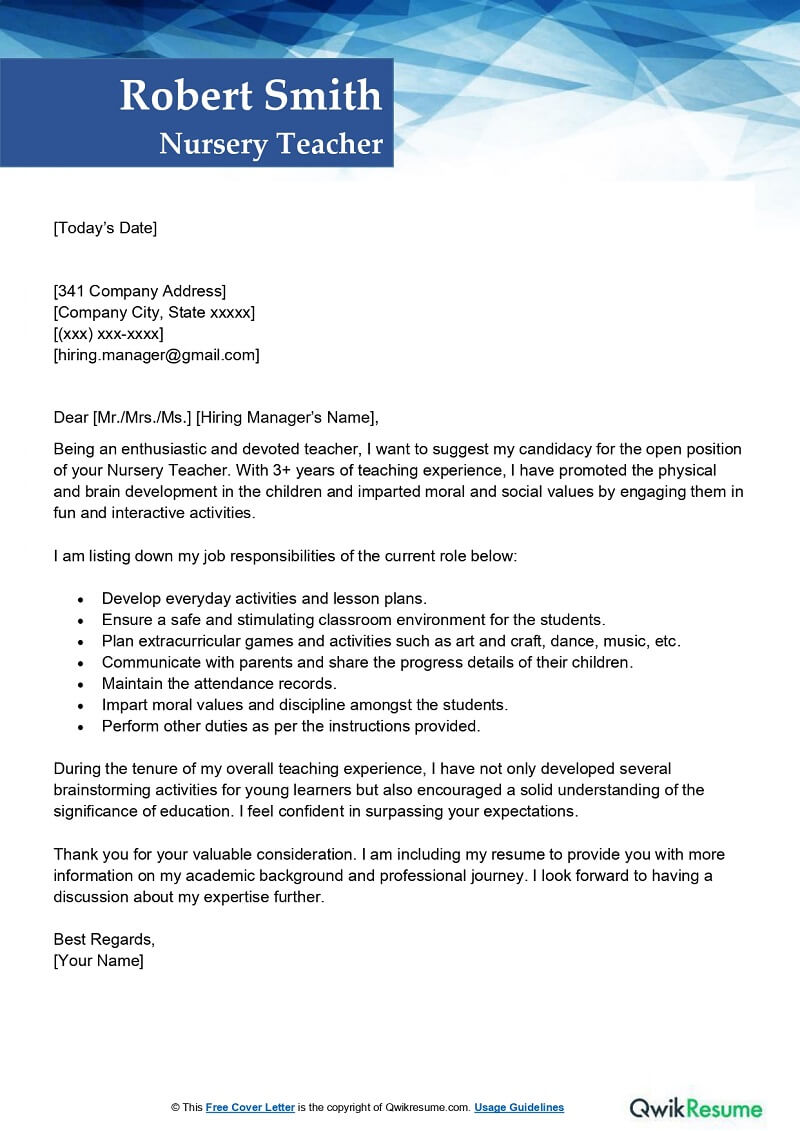 Robert Smith
Nursery Teacher
[Today’s Date]
[341 Company Address]
[Company City, State xxxxx]
[(xxx) xxx-xxxx]
[hiring.manager@gmail.com]
Dear [Mr./Mrs./Ms.] [Hiring Manager’s Name],
Being an enthusiastic and devoted teacher, I want to suggest my candidacy for the open position
of your Nursery Teacher. With 3+ years of teaching experience, I have promoted the physical
and brain development in the children and imparted moral and social values by engaging them in
fun and interactive activities.
I am listing down my job responsibilities of the current role below:
• Develop everyday activities and lesson plans.
• Ensure a safe and stimulating classroom environment for the students.
• Plan extracurricular games and activities such as art and craft, dance, music, etc.
• Communicate with parents and share the progress details of their children.
• Maintain the attendance records.
• Impart moral values and discipline amongst the students.
• Perform other duties as per the instructions provided.
During the tenure of my overall teaching experience, I have not only developed several
brainstorming activities for young learners but also encouraged a solid understanding of the
significance of education. I feel confident in surpassing your expectations.
Thank you for your valuable consideration. I am including my resume to provide you with more
information on my academic background and professional journey. I look forward to having a
discussion about my expertise further.
Best Regards,
[Your Name]
© This Free Cover Letter is the copyright of Qwikresume.com. Usage Guidelines
QwikResume